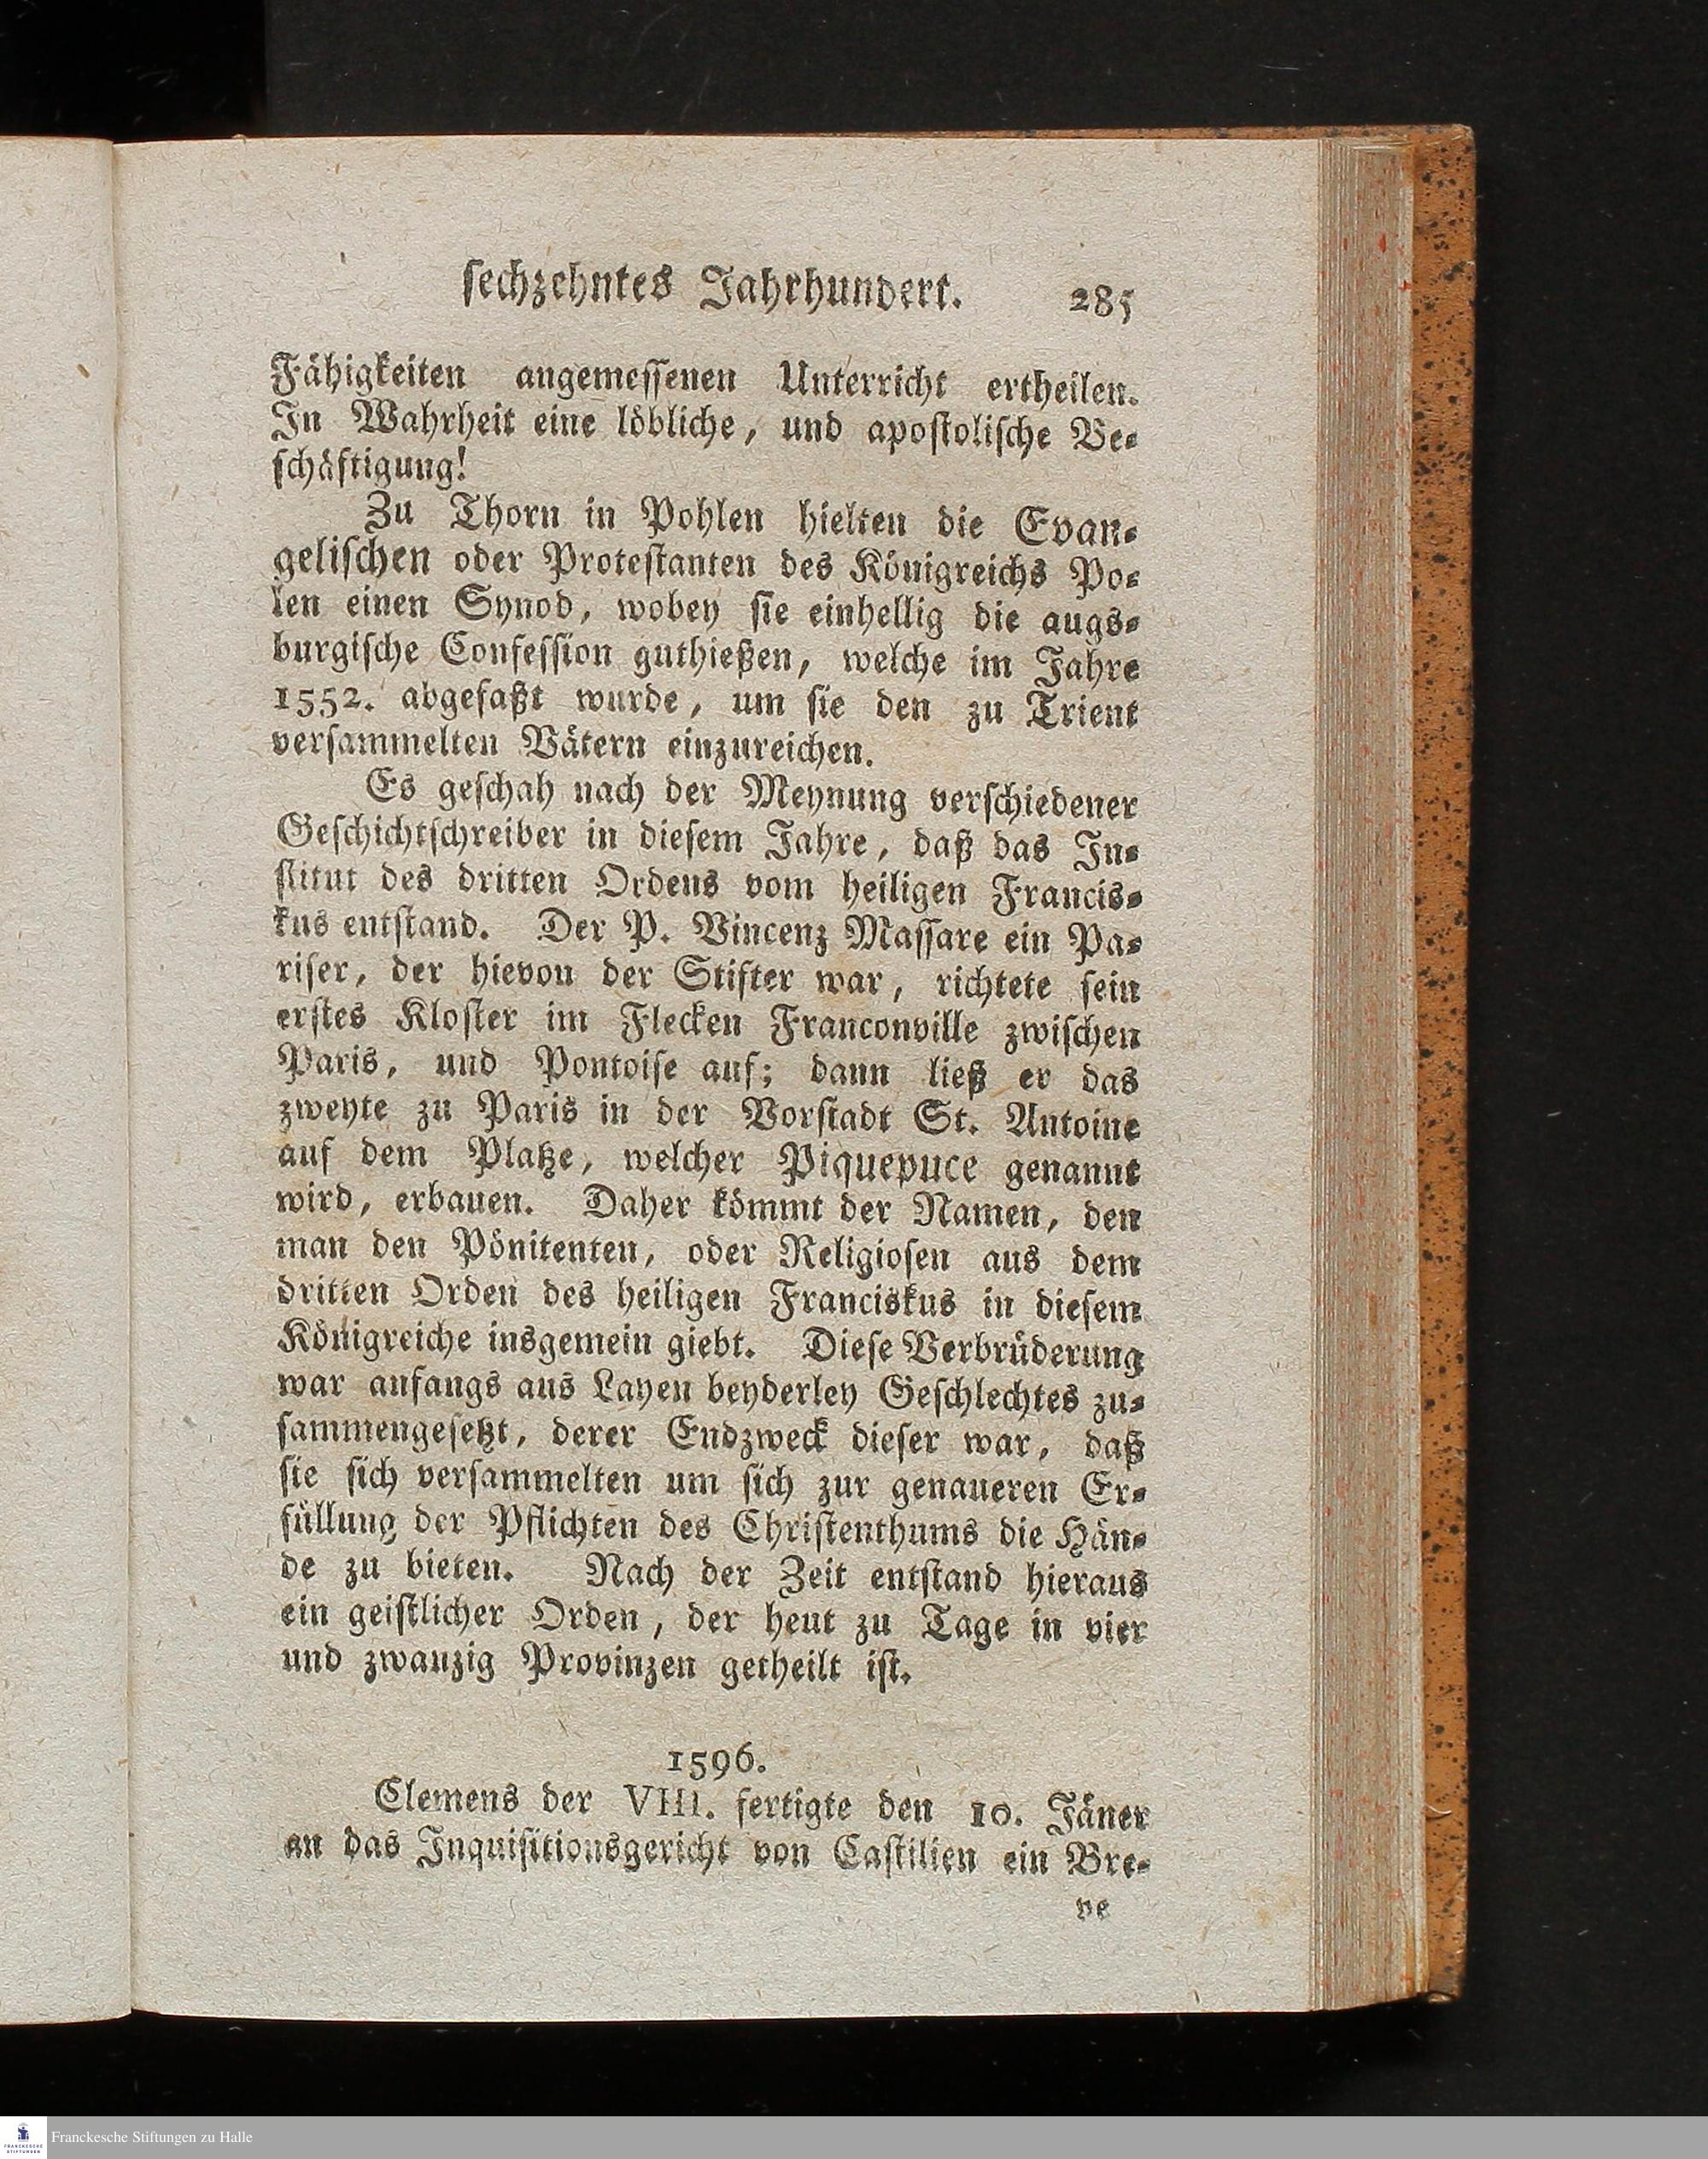 sechzehntes Jahrhundert. 285
Fähigkeiten angemessenen Unterricht ertheilen.
In Wahrheit eine löbliche, und apostolische Be-
schäftigung!
Zu Thorn in Pohlen hielten die Evan-
gelischen oder Protestanten des Königreichs Po-
len einen Synod, wobey sie einhellig die augs-
burgische Confession guthießen, welche im Jahre
1552. abgefaßt wurde, um sie den zu Trient
versammelten Vätern einzureichen.
Es geschah nach der Meynung verschiedener
Geschichtschreiber in diesem Jahre, daß das In-
stitut des dritten Ordens vom heiligen Francis-
kus entstand. Der P. Vincenz Massare ein Pa-
riser, der hievon der Stifter war, richtete sein
erstes Kloster im Flecken Franconville zwischen
Paris, und Pontoise auf; dann ließ er das
zweyte zu Paris in der Vorstadt St. Antoine
auf dem Platze, welcher Piquepuce genannt
wird, erbauen. Daher kömmt der Namen, den
man den Pönitenten, oder Religiosen aus dem
dritten Orden des heiligen Franciskus in diesem
Königreiche insgemein giebt. Diese Verbrüderung
war anfangs aus Layen beyderley Geschlechtes zu-
sammengesetzt, derer Endzweck dieser war, daß
sie sich versammelten um sich zur genaueren Er-
füllung der Pflichten des Christenthums die Hän-
de zu bieten. Nach der Zeit entstand hieraus
ein geistlicher Orden, der heut zu Tage in vier
und zwanzig Provinzen getheilt ist.
1596.
Clemens der VIII. fertigte den 10. Jäner
an das Inquisitionsgericht von Castilien ein Bre-
ve
FRANCKESCHE
STIFTUNGEN
Franckesche Stiftungen zu Halle